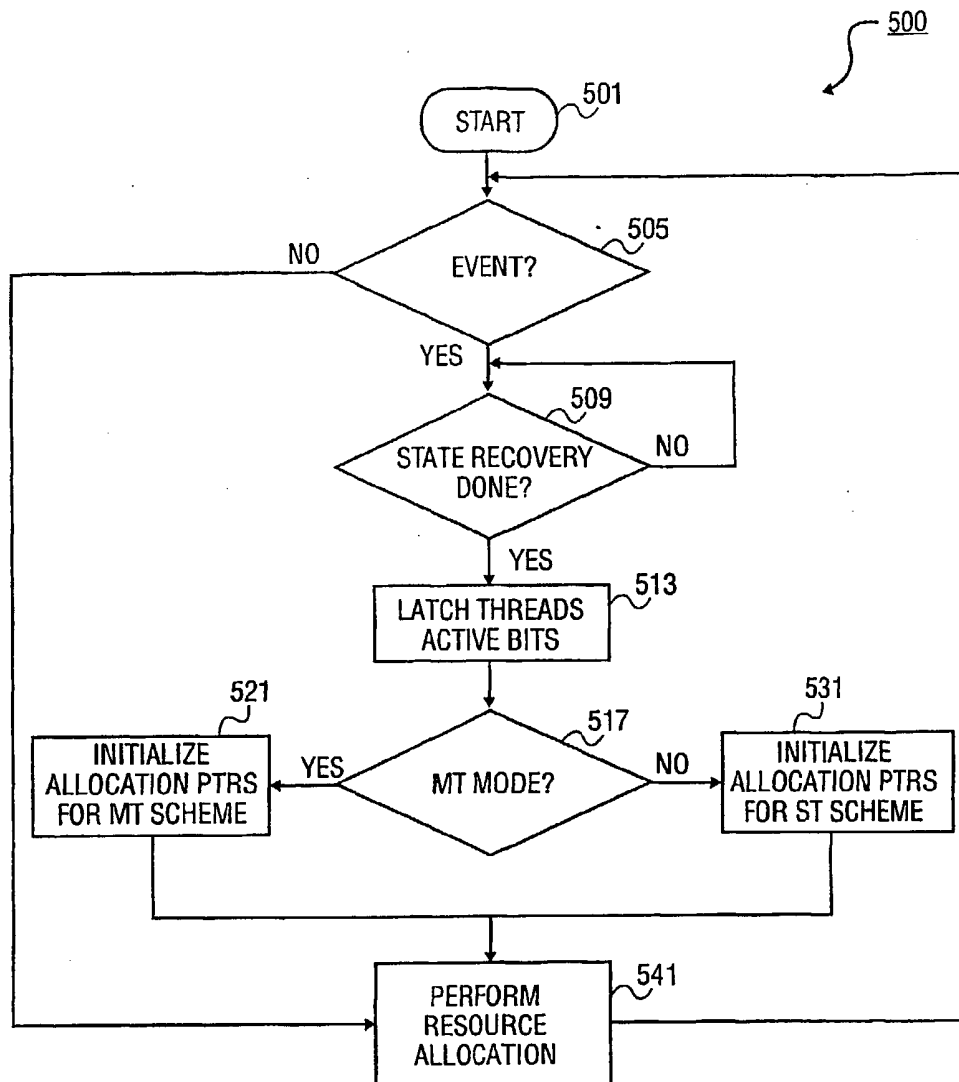 500
START
501
NO
EVENT?
505
YES
509
STATE RECOVERY
DONE?
NO
YES
513
LATCH THREADS
ACTIVE BITS
521
INITIALIZE
ALLOCATION PTRS
FOR MT SCHEME
YES
517
MT MODE?
NO
531
INITIALIZE
ALLOCATION PTRS
FOR ST SCHEME
541
PERFORM
RESOURCE
ALLOCATION